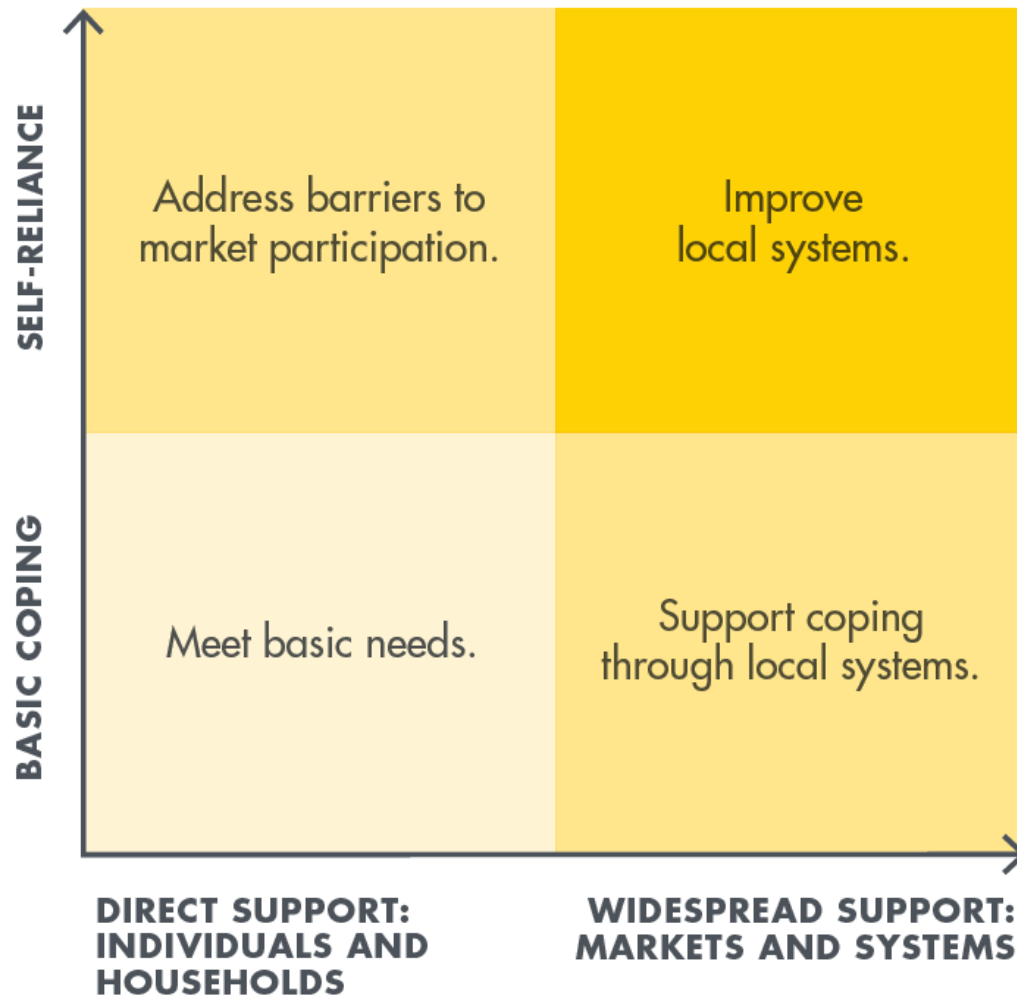 SELF-RELIANCE
Address barriers to
market participation.
Improve
local systems.
BASIC COPING
Meet basic needs.
Support coping
through local systems.
DIRECT SUPPORT:
INDIVIDUALS AND
HOUSEHOLDS
WIDESPREAD SUPPORT:
MARKETS AND SYSTEMS